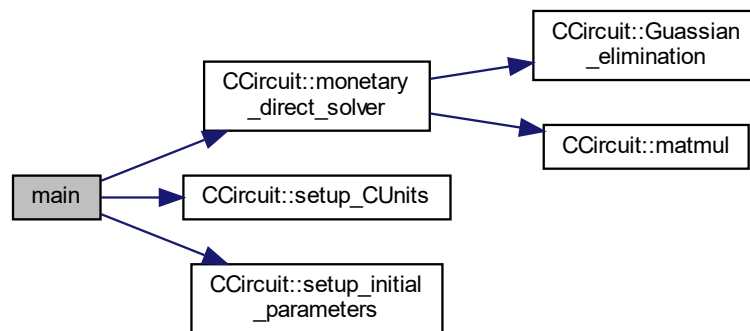 main
CCircuit::monetary
_direct_solver
CCircuit::setup_CUnits
CCircuit::setup_initial
_parameters
CCircuit::Guassian
_elimination
CCircuit::matmul